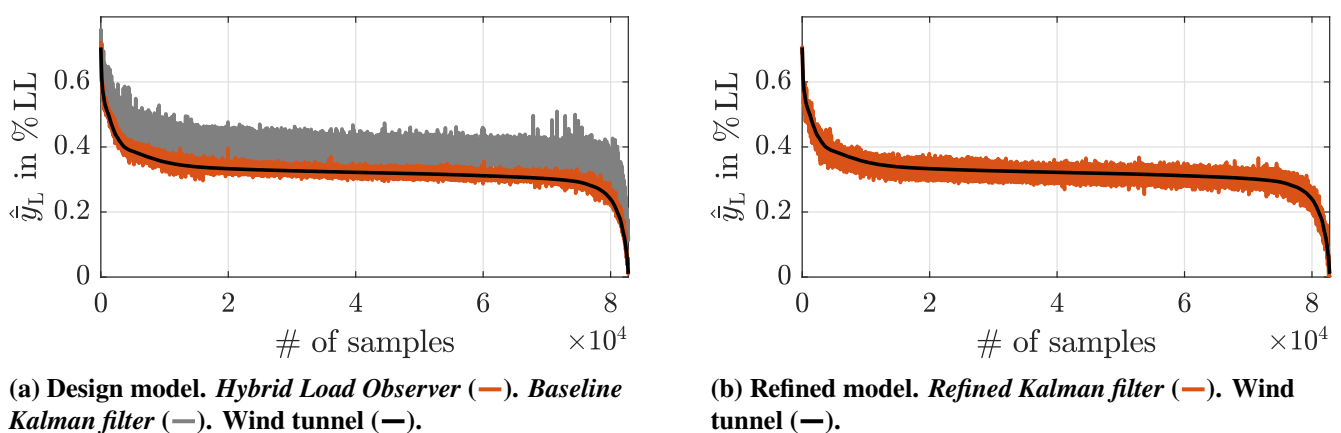 0.6
0.4
0.2
0
ŷ̄_L in % LL
0 2 4 6 8
# of samples ×10⁴
(a) Design model. Hybrid Load Observer (—). Baseline
Kalman filter (—). Wind tunnel (—).
0.6
0.4
0.2
0
ŷ̄_L in % LL
0 2 4 6 8
# of samples ×10⁴
(b) Refined model. Refined Kalman filter (—). Wind
tunnel (—).